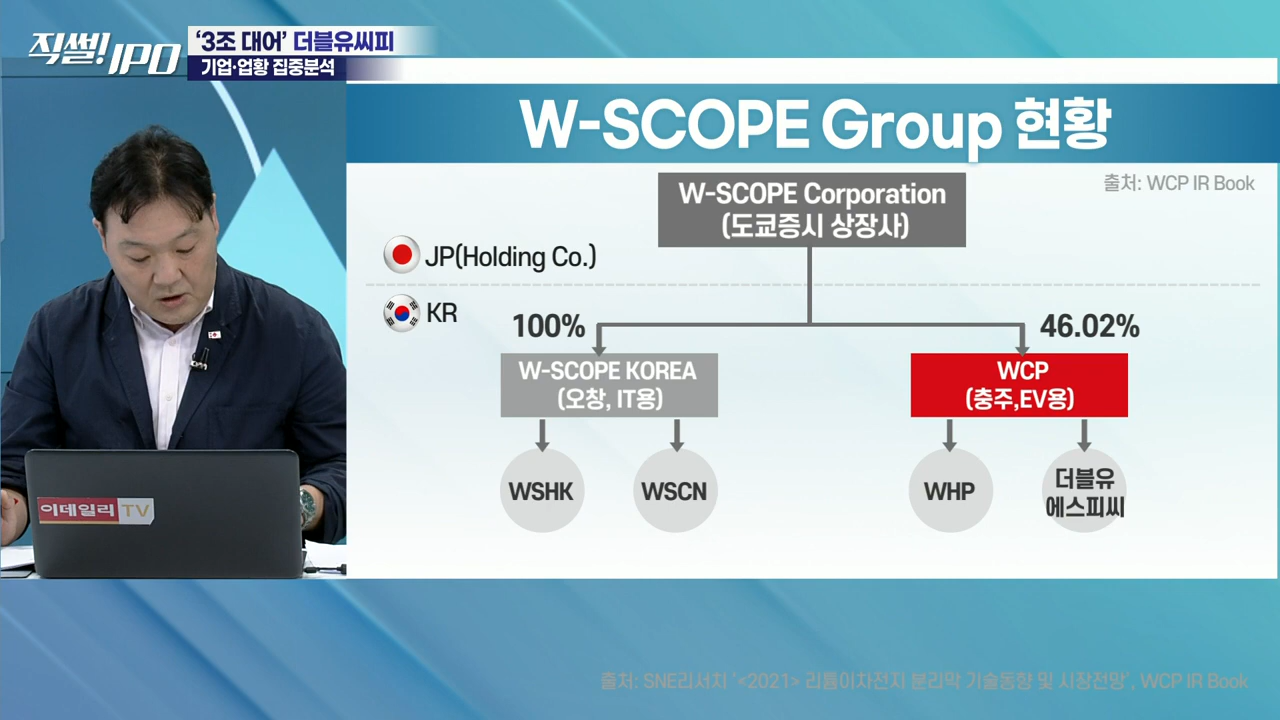 직썰! IPO
'3조 대어' 더블유씨피
기업·업황 집중분석
W-SCOPE Group 현황
출처: WCP IR Book
W-SCOPE Corporation
(도쿄증시 상장사)
JP(Holding Co.)
KR
100%
46.02%
W-SCOPE KOREA
(오창, IT용)
WCP
(충주,EV용)
WSHK
WSCN
WHP
더블유
에스피씨
이데일리TV
출처: SNE리서치 '<2021> 리튬이차전지 분리막 기술동향 및 시장전망', WCP IR Book